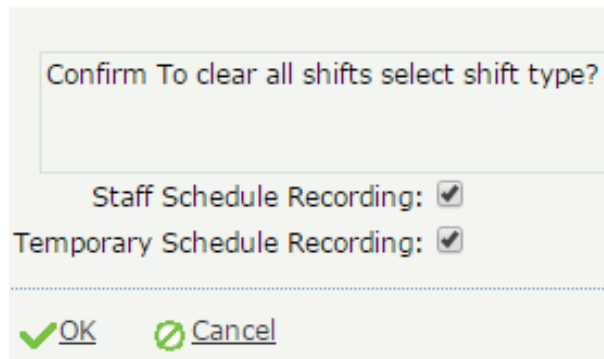 Confirm To clear all shifts select shift type?
Staff Schedule Recording:
Temporary Schedule Recording:
OK Cancel